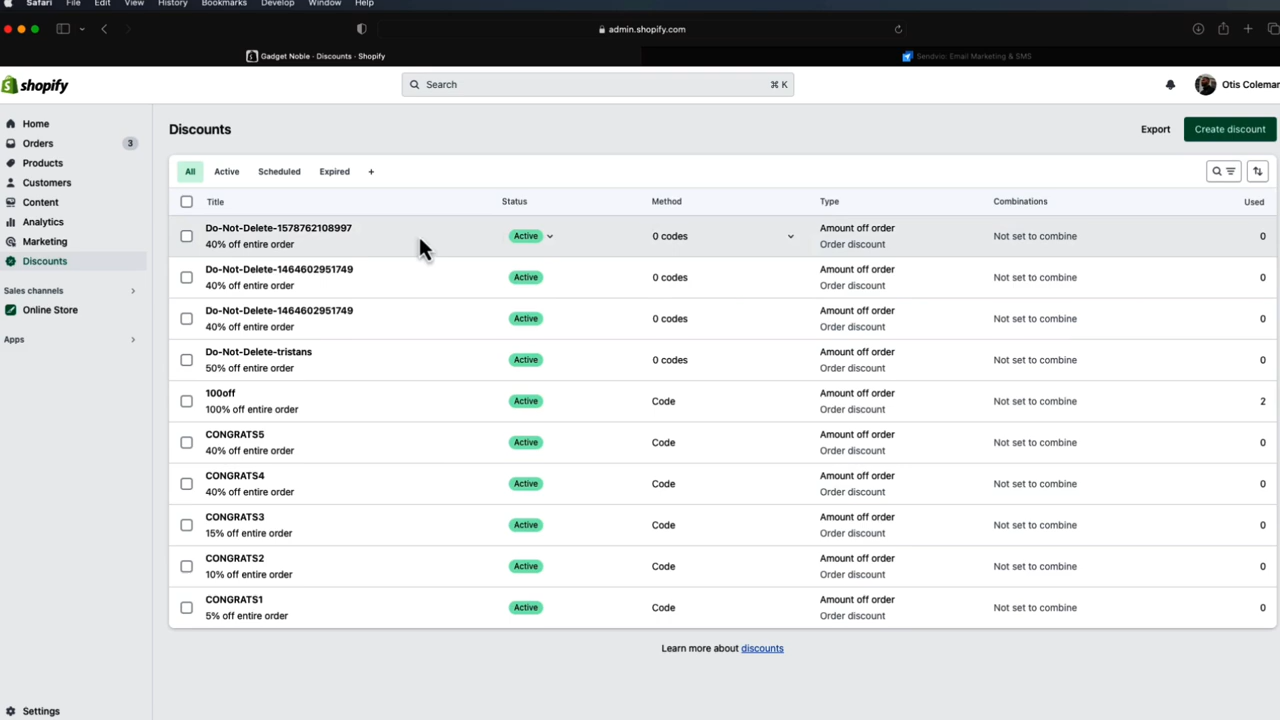 Safari File Edit View History Bookmarks Develop Window Help
admin.shopify.com
Gadget Noble · Discounts · Shopify
Sendvio: Email Marketing & SMS
shopify
Search
⌘ K
Otis Coleman
Home
Orders 3
Products
Customers
Content
Analytics
Marketing
Discounts
Sales channels
Online Store
Apps
Settings
Discounts
Export
Create discount
All Active Scheduled Expired +
Title Status Method Type Combinations Used
Do-Not-Delete-1578762108997 Active 0 codes Amount off order Not set to combine 0
40% off entire order Order discount
Do-Not-Delete-1464602951749 Active 0 codes Amount off order Not set to combine 0
40% off entire order Order discount
Do-Not-Delete-1464602951749 Active 0 codes Amount off order Not set to combine 0
40% off entire order Order discount
Do-Not-Delete-tristans Active 0 codes Amount off order Not set to combine 0
50% off entire order Order discount
100off Active Code Amount off order Not set to combine 2
100% off entire order Order discount
CONGRATS5 Active Code Amount off order Not set to combine 0
40% off entire order Order discount
CONGRATS4 Active Code Amount off order Not set to combine 0
40% off entire order Order discount
CONGRATS3 Active Code Amount off order Not set to combine 0
15% off entire order Order discount
CONGRATS2 Active Code Amount off order Not set to combine 0
10% off entire order Order discount
CONGRATS1 Active Code Amount off order Not set to combine 0
5% off entire order Order discount
Learn more about discounts